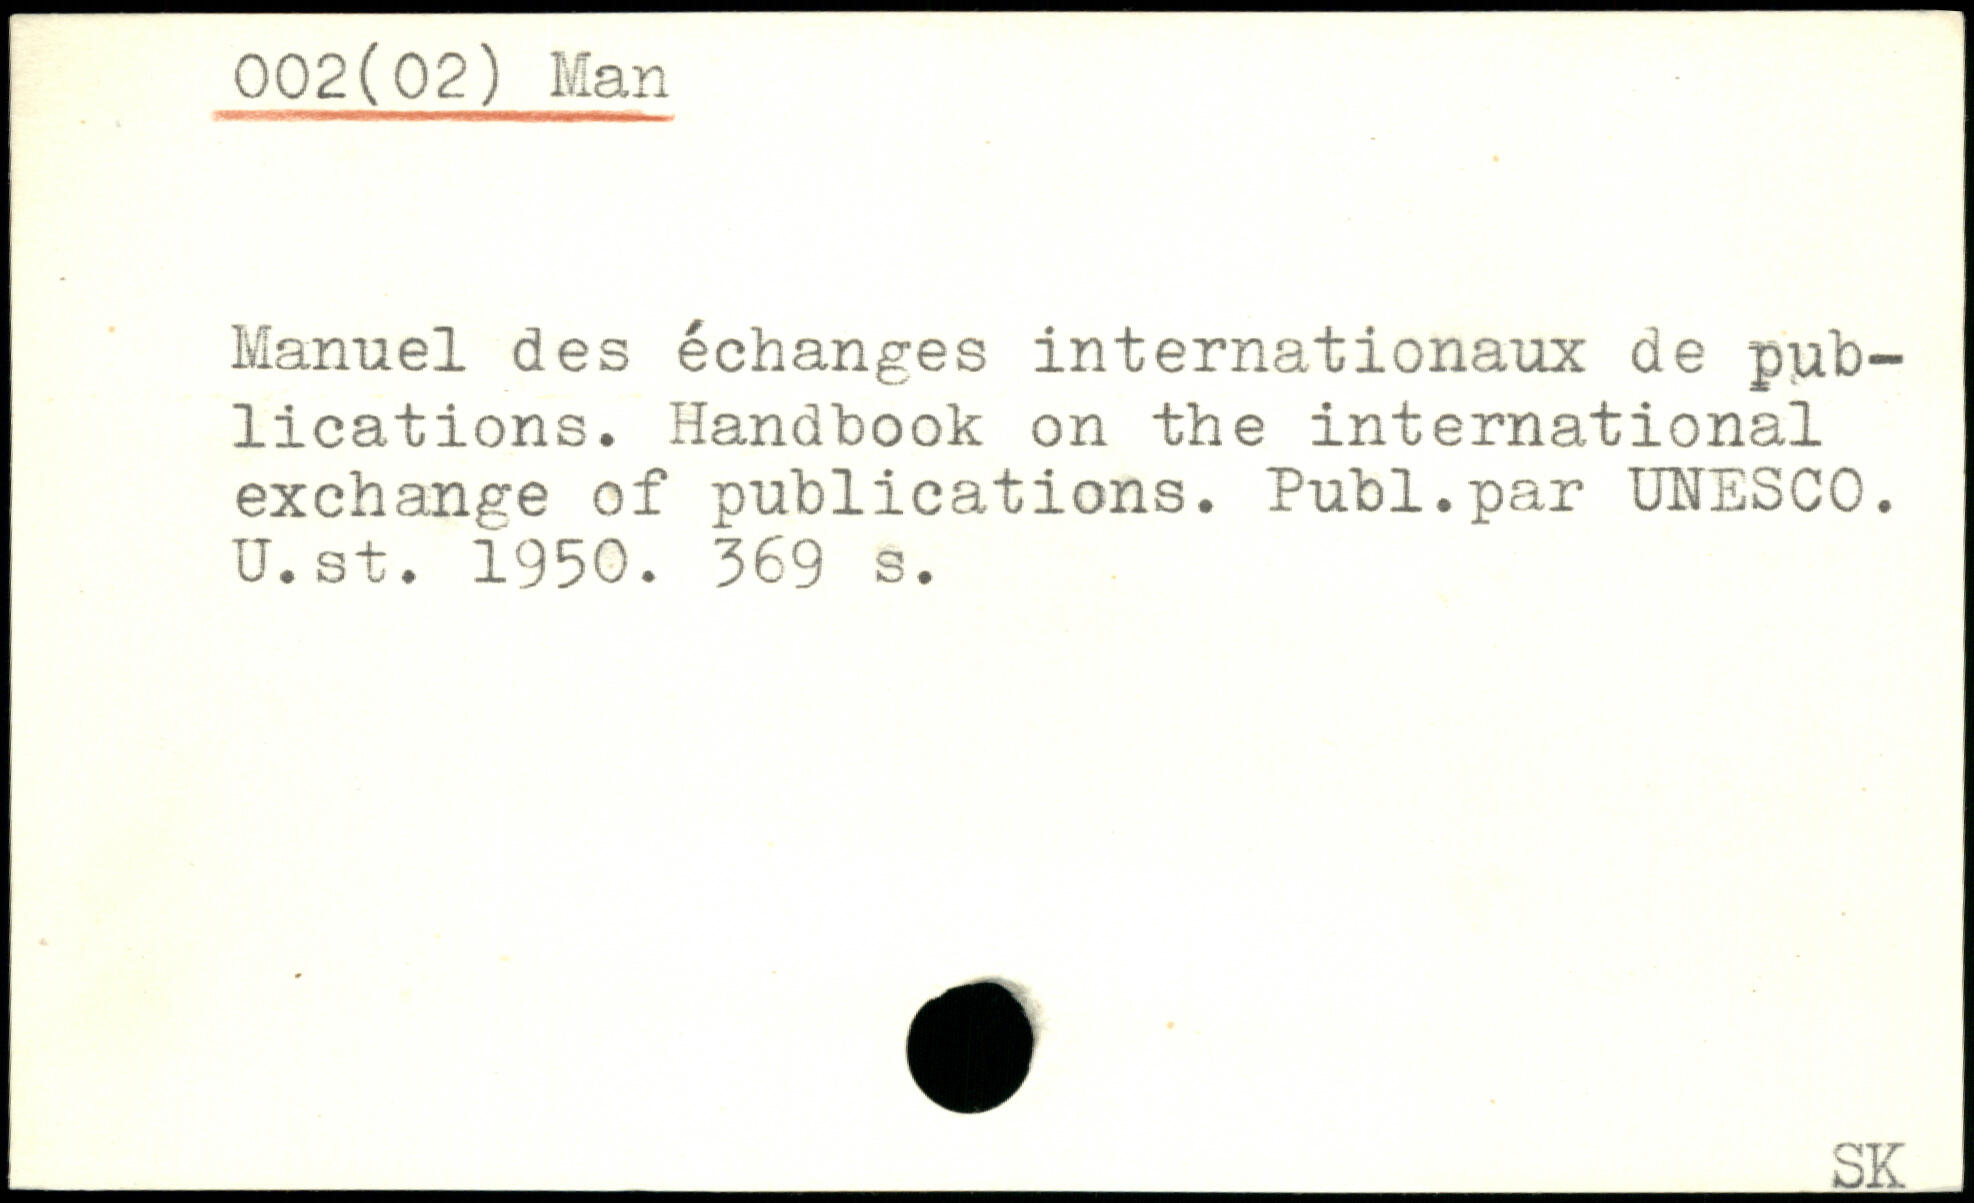 002(02) Man
Manuel des échanges internationaux de pub-
lications. Handbook on the international
exchange of publications. Publ.par UNESCO.
U.st. 1950. 369 s.
SK